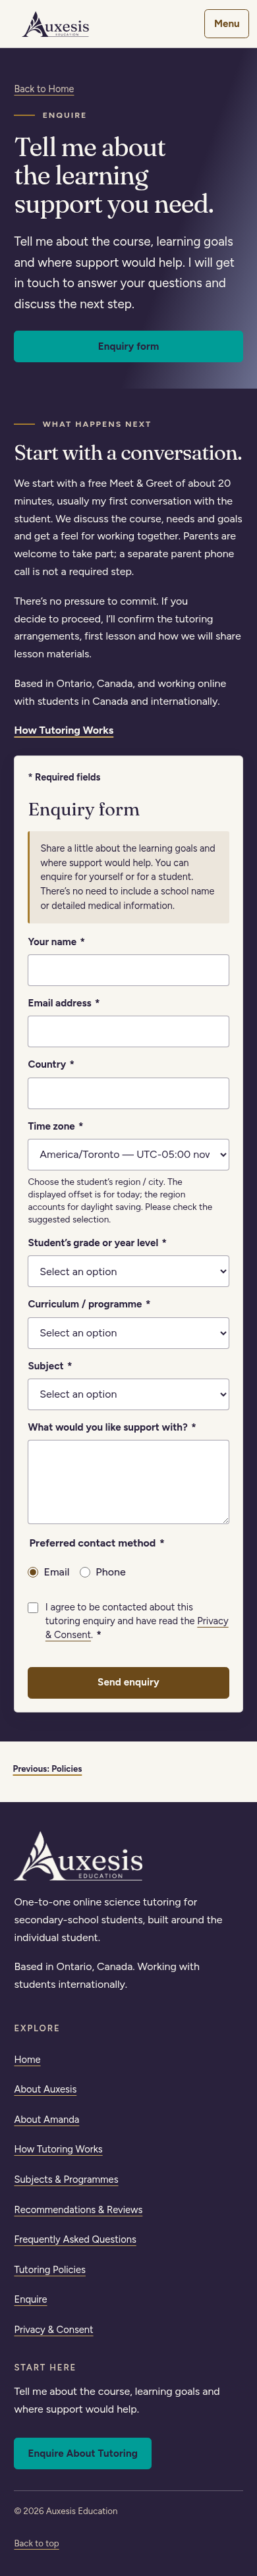 Auxesis
EDUCATION
Menu
Back to Home
ENQUIRE
Tell me about
the learning
support you need.
Tell me about the course, learning goals
and where support would help. I will get
in touch to answer your questions and
discuss the next step.
Enquiry form
WHAT HAPPENS NEXT
Start with a conversation.
We start with a free Meet & Greet of about 20
minutes, usually my first conversation with the
student. We discuss the course, needs and goals
and get a feel for working together. Parents are
welcome to take part; a separate parent phone
call is not a required step.
There’s no pressure to commit. If you
decide to proceed, I’ll confirm the tutoring
arrangements, first lesson and how we will share
lesson materials.
Based in Ontario, Canada, and working online
with students in Canada and internationally.
How Tutoring Works
* Required fields
Enquiry form
Share a little about the learning goals and
where support would help. You can
enquire for yourself or for a student.
There’s no need to include a school name
or detailed medical information.
Your name *
Email address *
Country *
Time zone *
America/Toronto — UTC-05:00 nov
Choose the student’s region / city. The
displayed offset is for today; the region
accounts for daylight saving. Please check the
suggested selection.
Student’s grade or year level *
Select an option
Curriculum / programme *
Select an option
Subject *
Select an option
What would you like support with? *
Preferred contact method *
Email Phone
I agree to be contacted about this
tutoring enquiry and have read the Privacy
& Consent. *
Send enquiry
Previous: Policies
Auxesis
EDUCATION
One-to-one online science tutoring for
secondary-school students, built around the
individual student.
Based in Ontario, Canada. Working with
students internationally.
EXPLORE
Home
About Auxesis
About Amanda
How Tutoring Works
Subjects & Programmes
Recommendations & Reviews
Frequently Asked Questions
Tutoring Policies
Enquire
Privacy & Consent
START HERE
Tell me about the course, learning goals and
where support would help.
Enquire About Tutoring
© 2026 Auxesis Education
Back to top